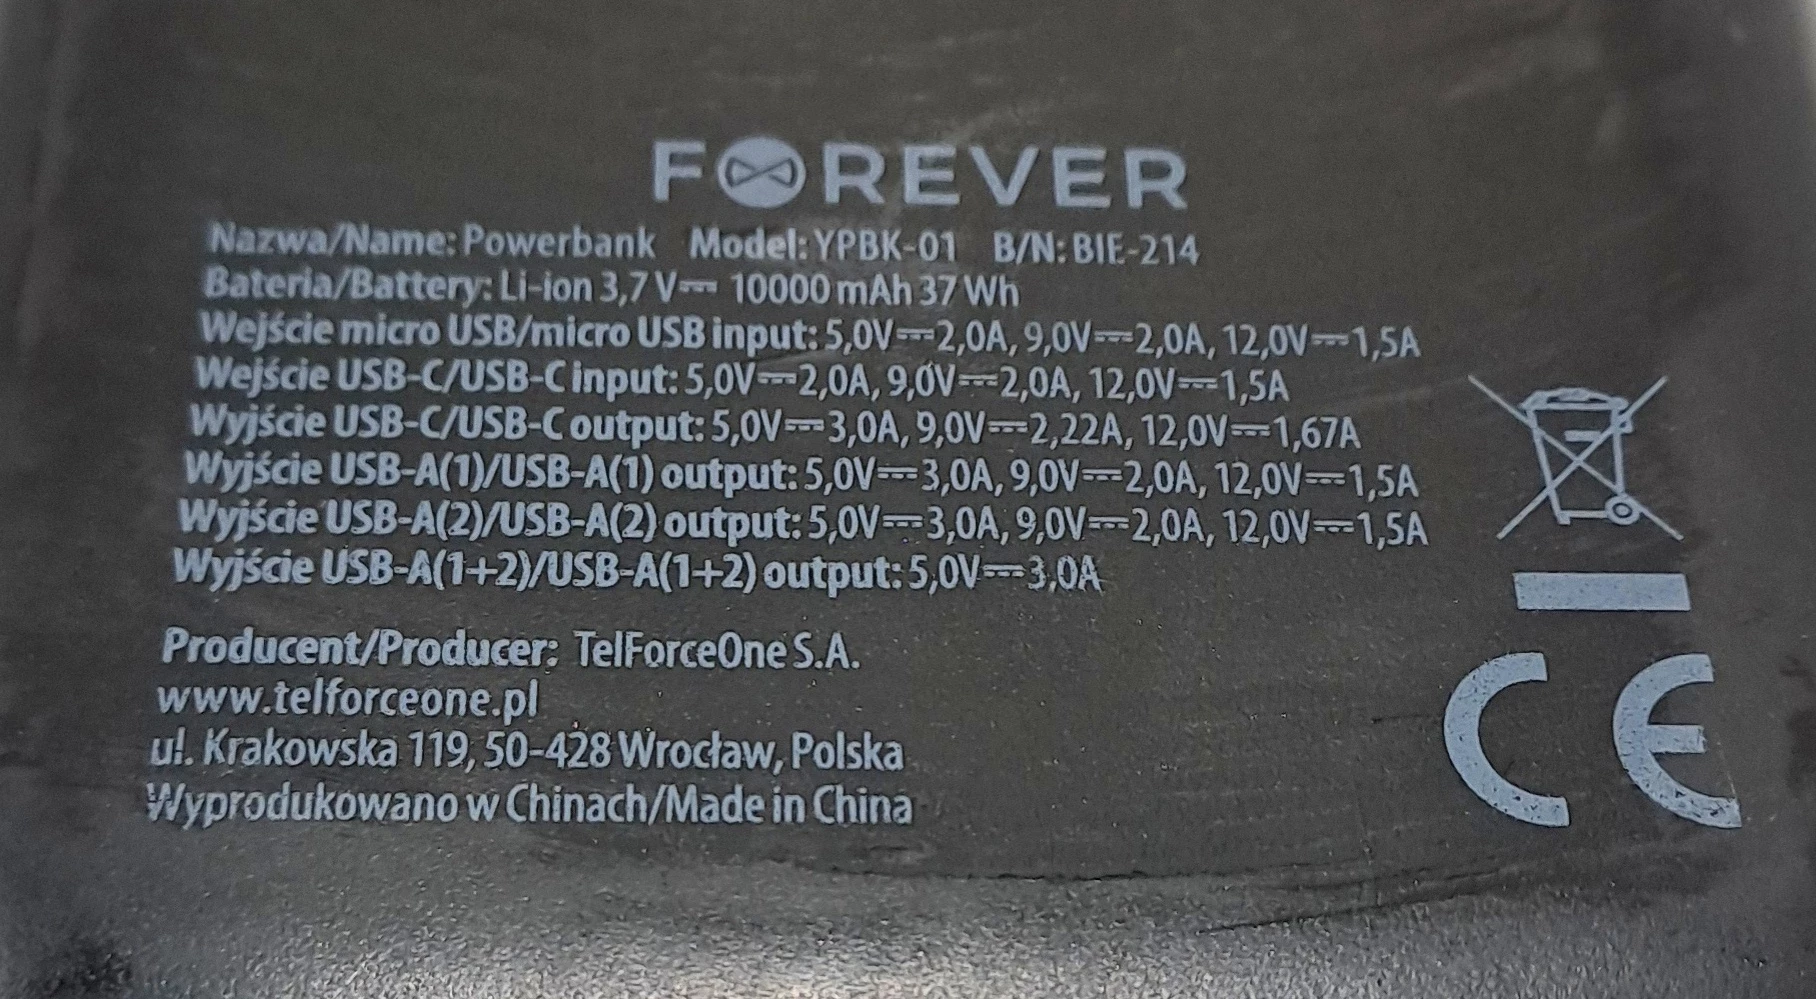 FOREVER
Nazwa/Name: Powerbank Model: YPBK-01 B/N: BIE-214
Bateria/Battery: Li-ion 3,7 V⎓ 10000 mAh 37 Wh
Wejście micro USB/micro USB input: 5,0V⎓2,0A, 9,0V⎓2,0A, 12,0V⎓1,5A
Wejście USB-C/USB-C input: 5,0V⎓2,0A, 9,0V⎓2,0A, 12,0V⎓1,5A
Wyjście USB-C/USB-C output: 5,0V⎓3,0A, 9,0V⎓2,22A, 12,0V⎓1,67A
Wyjście USB-A(1)/USB-A(1) output: 5,0V⎓3,0A, 9,0V⎓2,0A, 12,0V⎓1,5A
Wyjście USB-A(2)/USB-A(2) output: 5,0V⎓3,0A, 9,0V⎓2,0A, 12,0V⎓1,5A
Wyjście USB-A(1+2)/USB-A(1+2) output: 5,0V⎓3,0A
Producent/Producer: TelForceOne S.A.
www.telforceone.pl
ul. Krakowska 119, 50-428 Wrocław, Polska
Wyprodukowano w Chinach/Made in China
CE